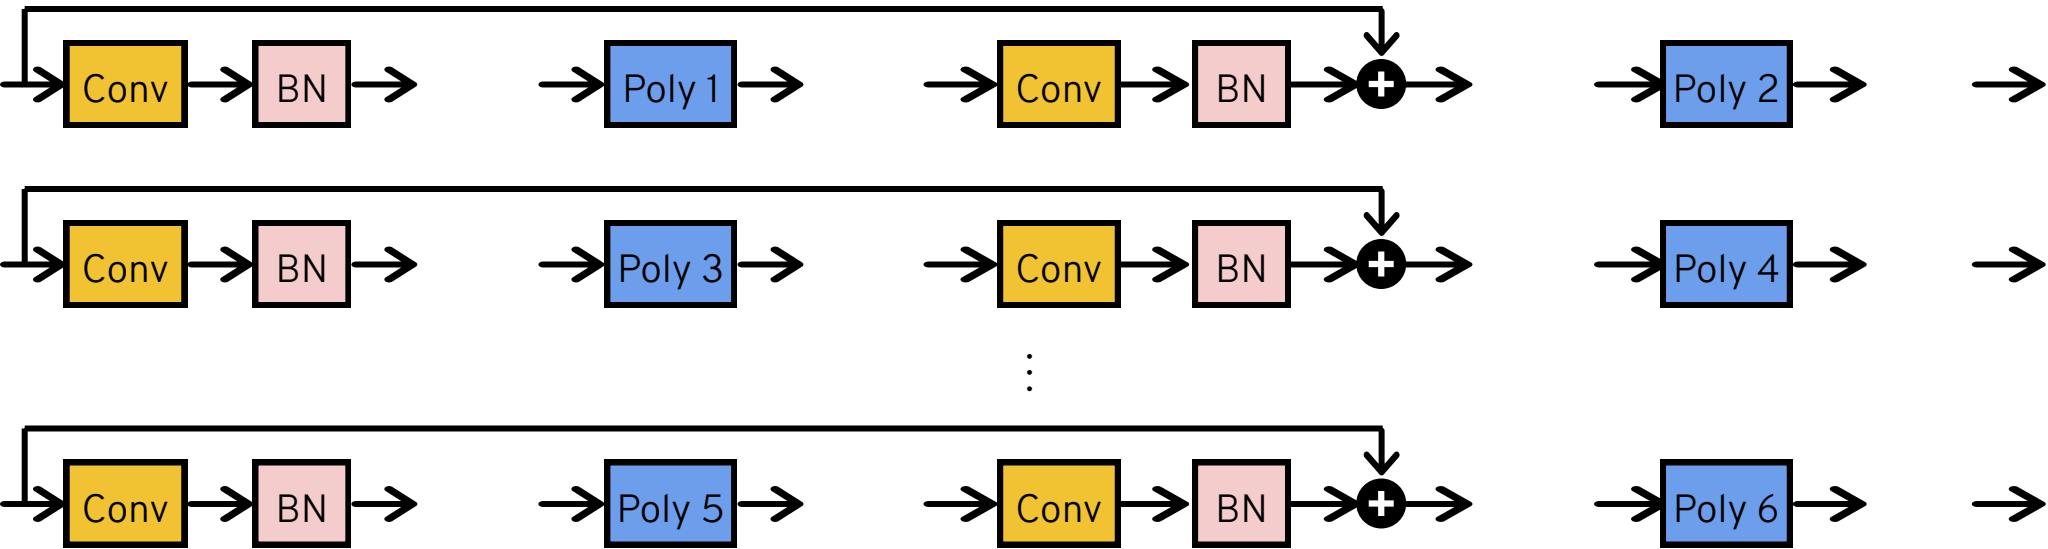 Conv BN Poly 1 Conv BN Poly 2
Conv BN Poly 3 Conv BN Poly 4
Conv BN Poly 5 Conv BN Poly 6